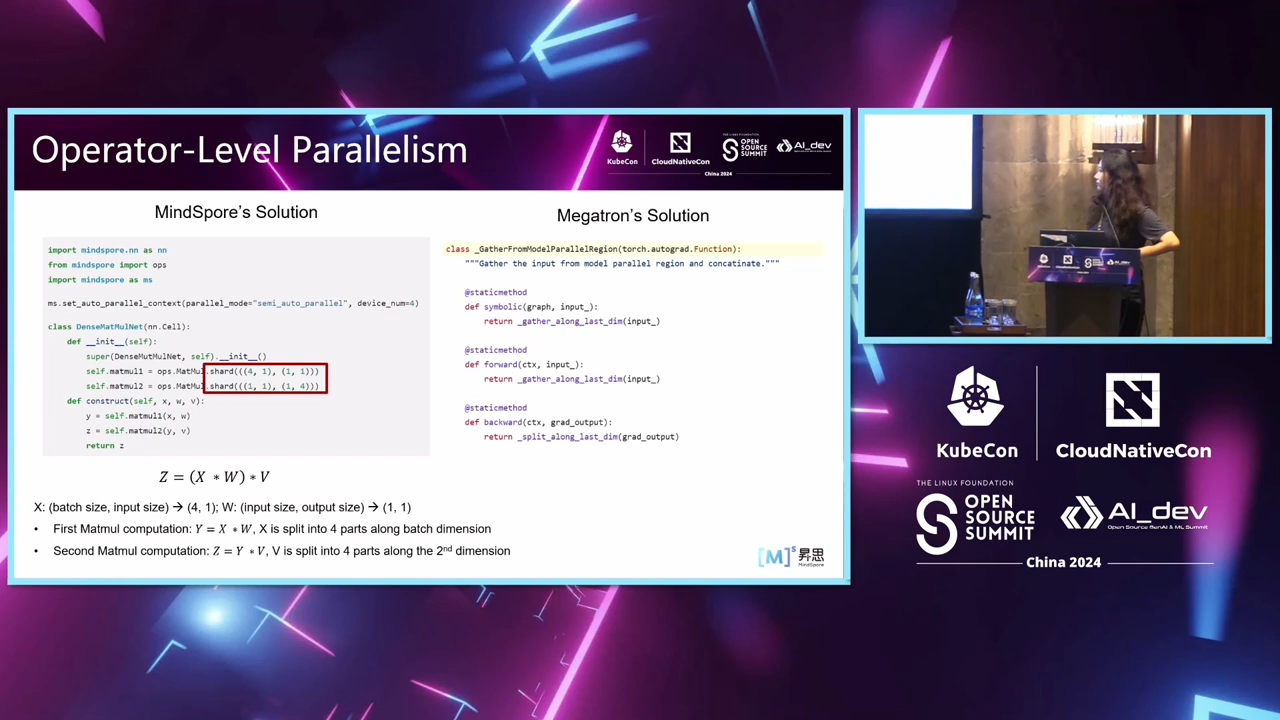 Operator-Level Parallelism
KubeCon
CloudNativeCon
THE LINUX FOUNDATION
OPEN SOURCE SUMMIT
AI_dev
China 2024
MindSpore's Solution
import mindspore.nn as nn
from mindspore import ops
import mindspore as ms
ms.set_auto_parallel_context(parallel_mode="semi_auto_parallel", device_num=4)
class DenseMatMulNet(nn.Cell):
def __init__(self):
super(DenseMutMulNet, self).__init__()
self.matmul1 = ops.MatMul.shard(((4, 1), (1, 1)))
self.matmul2 = ops.MatMul.shard(((1, 1), (1, 4)))
def construct(self, x, w, v):
y = self.matmul1(x, w)
z = self.matmul2(y, v)
return z
Z = (X * W) * V
Megatron's Solution
class _GatherFromModelParallelRegion(torch.autograd.Function):
"""Gather the input from model parallel region and concatinate."""
@staticmethod
def symbolic(graph, input_):
return _gather_along_last_dim(input_)
@staticmethod
def forward(ctx, input_):
return _gather_along_last_dim(input_)
@staticmethod
def backward(ctx, grad_output):
return _split_along_last_dim(grad_output)
X: (batch size, input size) → (4, 1); W: (input size, output size) → (1, 1)
• First Matmul computation: Y = X * W, X is split into 4 parts along batch dimension
• Second Matmul computation: Z = Y * V, V is split into 4 parts along the 2nd dimension
[M]s 昇思
MindSpore
KubeCon
CloudNativeCon
THE LINUX FOUNDATION
OPEN
SOURCE
SUMMIT
AI_dev
Open Source GenAI & ML Summit
China 2024